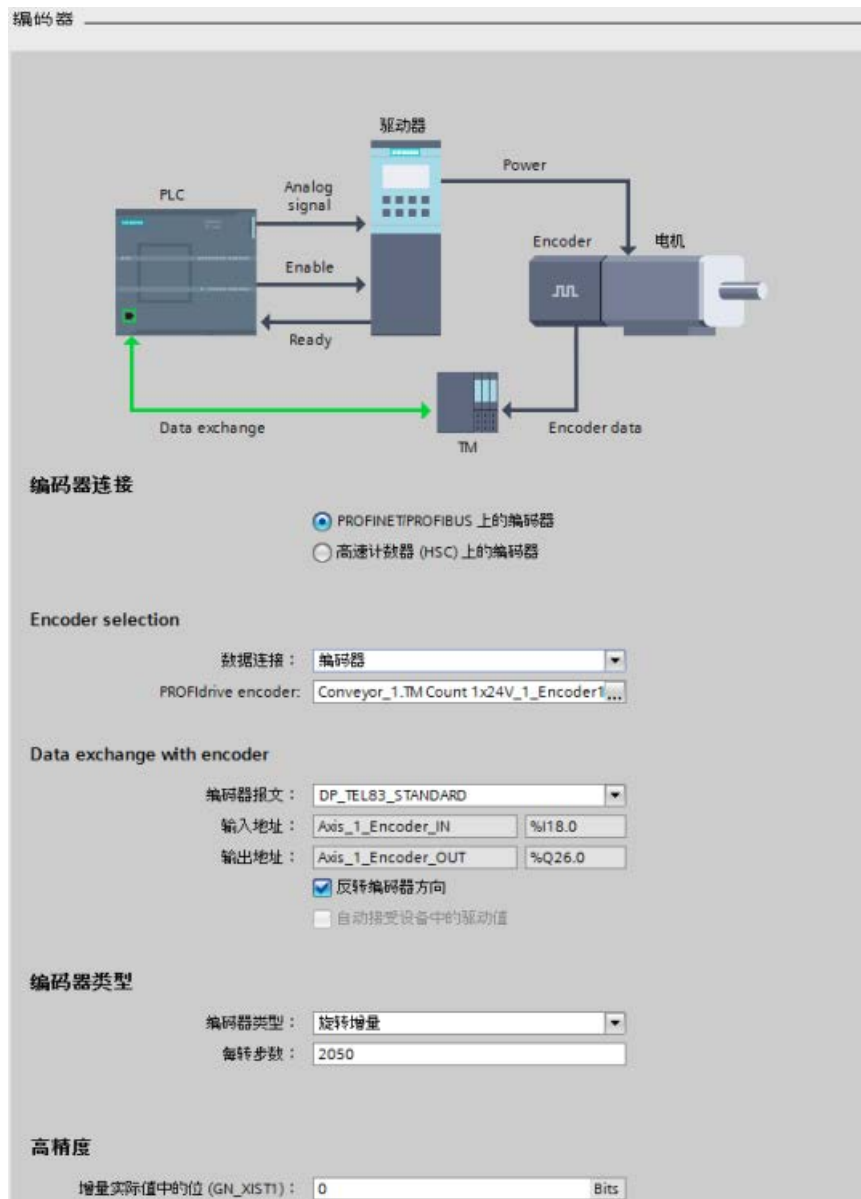 编码器
驱动器
PLC
Analog
signal
Power
Enable
Encoder
电机
Ready
Data exchange
Encoder data
TM
编码器连接
PROFINET/PROFIBUS 上的编码器
高速计数器 (HSC) 上的编码器
Encoder selection
数据连接：
编码器
PROFIdrive encoder:
Conveyor_1.TM Count 1x24V_1_Encoder1
...
Data exchange with encoder
编码器报文：
DP_TEL83_STANDARD
输入地址：
Axis_1_Encoder_IN
%I18.0
输出地址：
Axis_1_Encoder_OUT
%Q26.0
反转编码器方向
自动接受设备中的驱动值
编码器类型
编码器类型：
旋转增量
每转步数：
2050
高精度
增量实际值中的位 (GN_XIST1)：
0
Bits